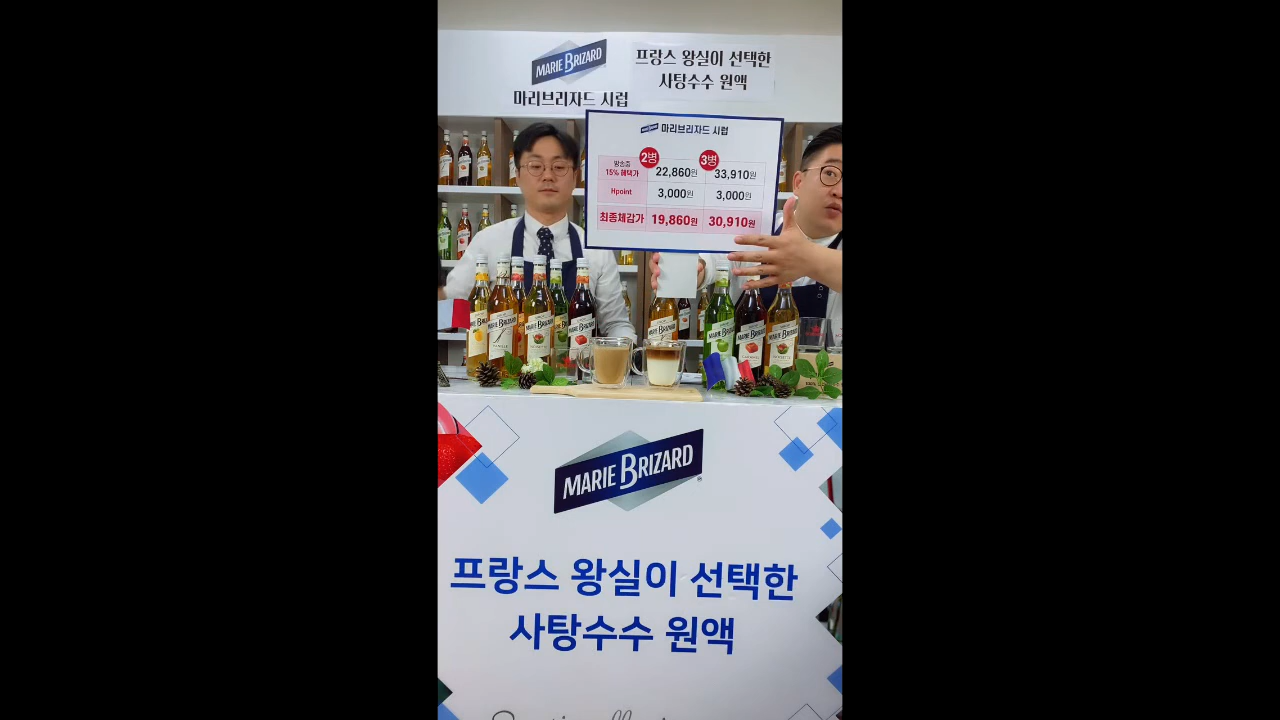 MARIE BRIZARD
마리브리자드 시럽
프랑스 왕실이 선택한
사탕수수 원액
마리브리자드 시럽
2병 3병
방송중
15% 혜택가 22,860원 33,910원
Hpoint 3,000원 3,000원
최종체감가 19,860원 30,910원
MARIE BRIZARD
프랑스 왕실이 선택한
사탕수수 원액